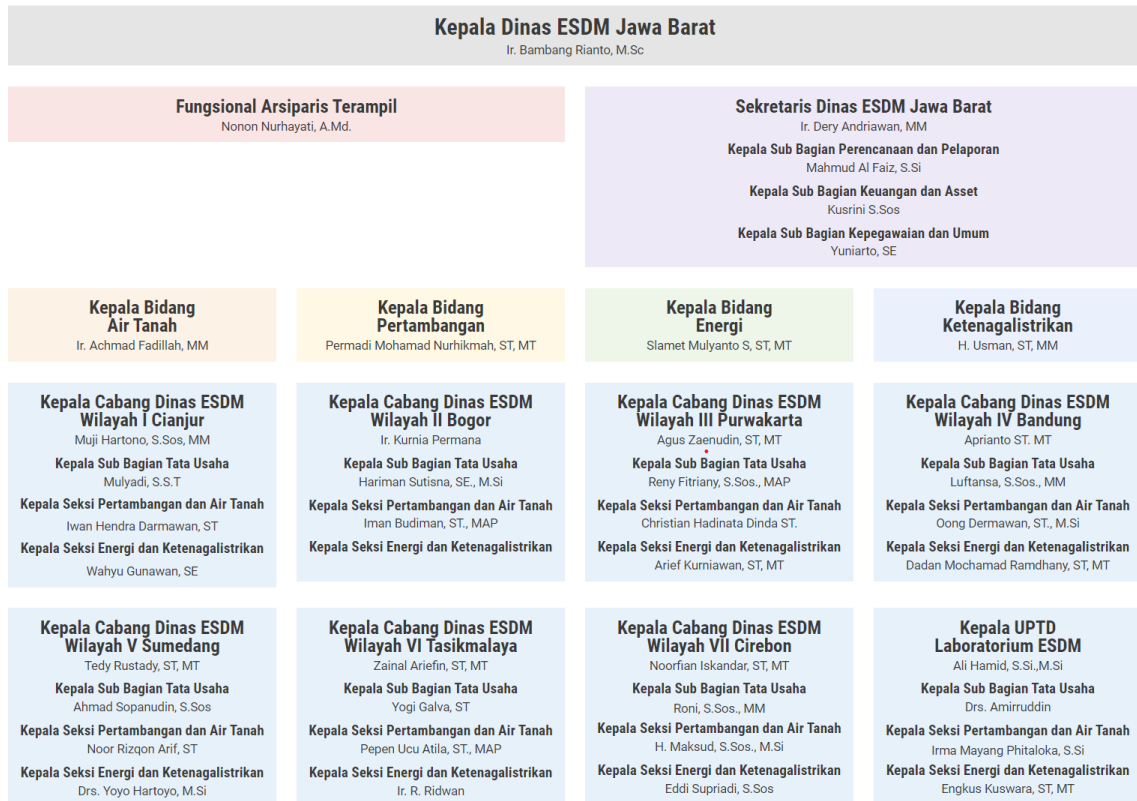 Kepala Dinas ESDM Jawa Barat
Ir. Bambang Rianto, M.Sc
Fungsional Arsiparis Terampil
Nonon Nurhayati, A.Md.
Sekretaris Dinas ESDM Jawa Barat
Ir. Dery Andriawan, MM
Kepala Sub Bagian Perencanaan dan Pelaporan
Mahmud Al Faiz, S.Si
Kepala Sub Bagian Keuangan dan Asset
Kusrini S.Sos
Kepala Sub Bagian Kepegawaian dan Umum
Yuniarto, SE
Kepala Bidang
Air Tanah
Ir. Achmad Fadillah, MM
Kepala Bidang
Pertambangan
Permadi Mohamad Nurhikmah, ST, MT
Kepala Bidang
Energi
Slamet Mulyanto S, ST, MT
Kepala Bidang
Ketenagalistrikan
H. Usman, ST, MM
Kepala Cabang Dinas ESDM
Wilayah I Cianjur
Muji Hartono, S.Sos, MM
Kepala Sub Bagian Tata Usaha
Mulyadi, S.S.T
Kepala Seksi Pertambangan dan Air Tanah
Iwan Hendra Darmawan, ST
Kepala Seksi Energi dan Ketenagalistrikan
Wahyu Gunawan, SE
Kepala Cabang Dinas ESDM
Wilayah II Bogor
Ir. Kurnia Permana
Kepala Sub Bagian Tata Usaha
Hariman Sutisna, SE., M.Si
Kepala Seksi Pertambangan dan Air Tanah
Iman Budiman, ST., MAP
Kepala Seksi Energi dan Ketenagalistrikan
Kepala Cabang Dinas ESDM
Wilayah III Purwakarta
Agus Zaenudin, ST, MT
Kepala Sub Bagian Tata Usaha
Reny Fitriany, S.Sos., MAP
Kepala Seksi Pertambangan dan Air Tanah
Christian Hadinata Dinda ST.
Kepala Seksi Energi dan Ketenagalistrikan
Arief Kurniawan, ST, MT
Kepala Cabang Dinas ESDM
Wilayah IV Bandung
Aprianto ST. MT
Kepala Sub Bagian Tata Usaha
Luftansa, S.Sos., MM
Kepala Seksi Pertambangan dan Air Tanah
Oong Dermawan, ST., M.Si
Kepala Seksi Energi dan Ketenagalistrikan
Dadan Mochamad Ramdhany, ST, MT
Kepala Cabang Dinas ESDM
Wilayah V Sumedang
Tedy Rustady, ST, MT
Kepala Sub Bagian Tata Usaha
Ahmad Sopanudin, S.Sos
Kepala Seksi Pertambangan dan Air Tanah
Noor Rizqon Arif, ST
Kepala Seksi Energi dan Ketenagalistrikan
Drs. Yoyo Hartoyo, M.Si
Kepala Cabang Dinas ESDM
Wilayah VI Tasikmalaya
Zainal Ariefin, ST, MT
Kepala Sub Bagian Tata Usaha
Yogi Galva, ST
Kepala Seksi Pertambangan dan Air Tanah
Pepen Ucu Atila, ST., MAP
Kepala Seksi Energi dan Ketenagalistrikan
Ir. R. Ridwan
Kepala Cabang Dinas ESDM
Wilayah VII Cirebon
Noorfian Iskandar, ST, MT
Kepala Sub Bagian Tata Usaha
Roni, S.Sos., MM
Kepala Seksi Pertambangan dan Air Tanah
H. Maksud, S.Sos., M.Si
Kepala Seksi Energi dan Ketenagalistrikan
Eddi Supriadi, S.Sos
Kepala UPTD
Laboratorium ESDM
Ali Hamid, S.Si.,M.Si
Kepala Sub Bagian Tata Usaha
Drs. Amirruddin
Kepala Seksi Pertambangan dan Air Tanah
Irma Mayang Phitaloka, S.Si
Kepala Seksi Energi dan Ketenagalistrikan
Engkus Kuswara, ST, MT